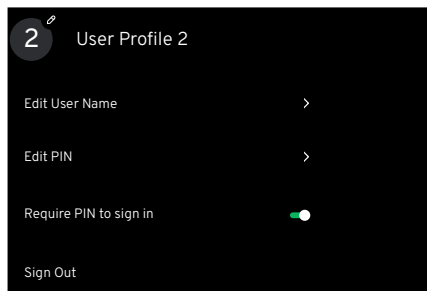 2
User Profile 2
Edit User Name
Edit PIN
Require PIN to sign in
Sign Out